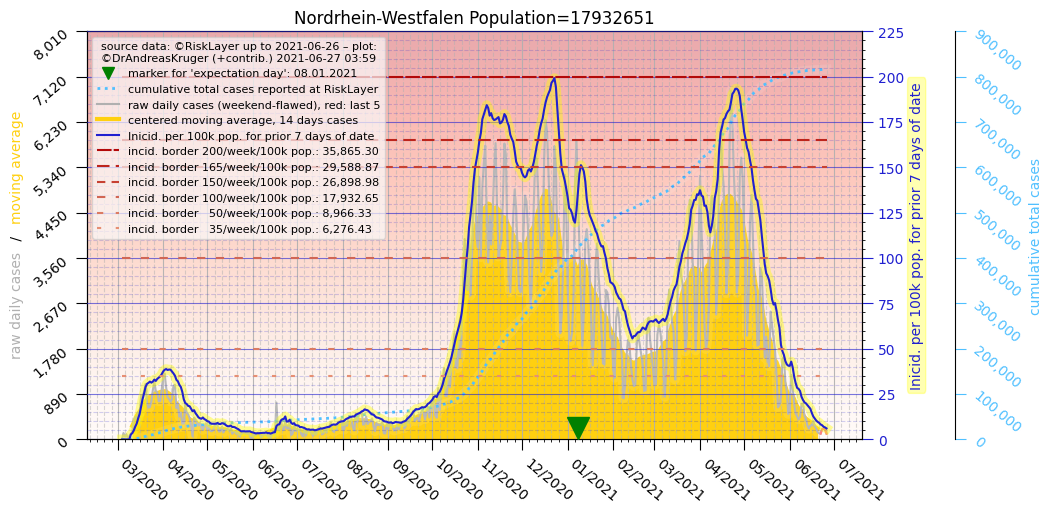 Nordrhein-Westfalen Population=17932651
source data: ©RiskLayer up to 2021-06-26 – plot:
©DrAndreasKruger (+contrib.) 2021-06-27 03:59
marker for 'expectation day': 08.01.2021
cumulative total cases reported at RiskLayer
raw daily cases (weekend-flawed), red: last 5
centered moving average, 14 days cases
Inicid. per 100k pop. for prior 7 days of date
incid. border 200/week/100k pop.: 35,865.30
incid. border 165/week/100k pop.: 29,588.87
incid. border 150/week/100k pop.: 26,898.98
incid. border 100/week/100k pop.: 17,932.65
incid. border 50/week/100k pop.: 8,966.33
incid. border 35/week/100k pop.: 6,276.43
raw daily cases / moving average
8,010
7,120
6,230
5,340
4,450
3,560
2,670
1,780
890
0
03/2020
04/2020
05/2020
06/2020
07/2020
08/2020
09/2020
10/2020
11/2020
12/2020
01/2021
02/2021
03/2021
04/2021
05/2021
06/2021
07/2021
225
200
175
150
125
100
75
50
25
0
Inicid. per 100k pop. for prior 7 days of date
900,000
800,000
700,000
600,000
500,000
400,000
300,000
200,000
100,000
0
cumulative total cases